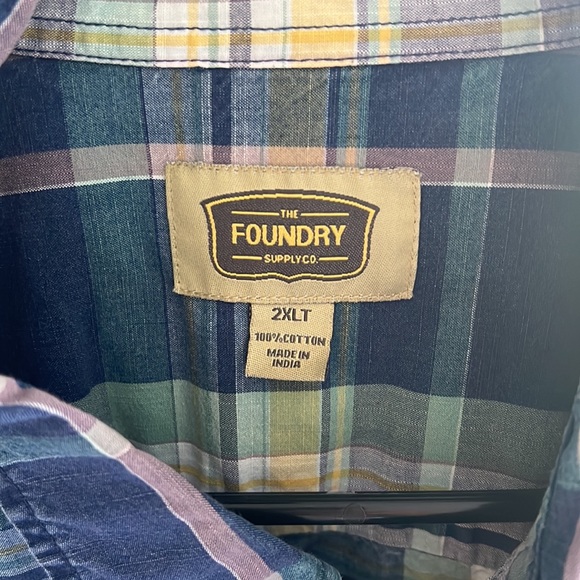 THE
FOUNDRY
SUPPLY CO.
2XLT
100% COTTON
MADE IN
INDIA